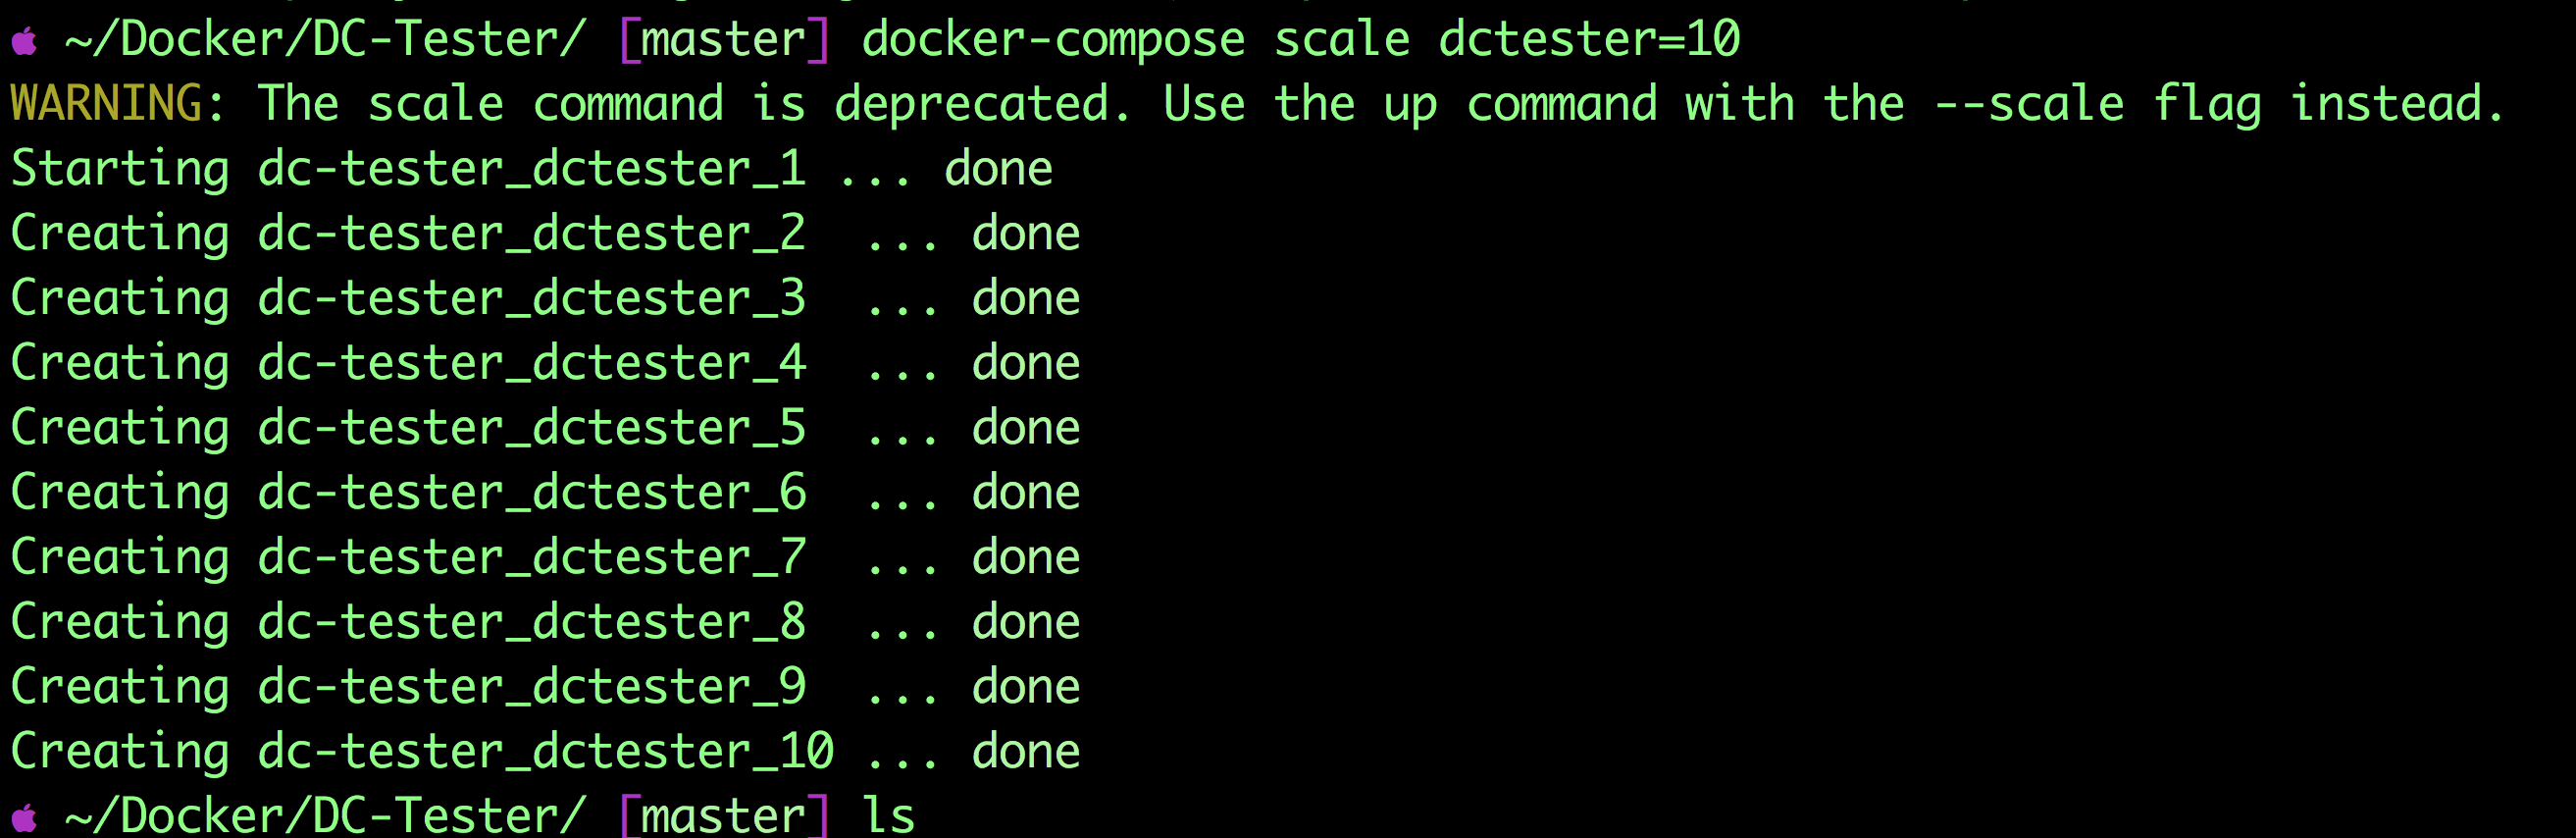 ~/Docker/DC-Tester/ [master] docker-compose scale dctester=10
WARNING: The scale command is deprecated. Use the up command with the --scale flag instead.
Starting dc-tester_dctester_1 ... done
Creating dc-tester_dctester_2  ... done
Creating dc-tester_dctester_3  ... done
Creating dc-tester_dctester_4  ... done
Creating dc-tester_dctester_5  ... done
Creating dc-tester_dctester_6  ... done
Creating dc-tester_dctester_7  ... done
Creating dc-tester_dctester_8  ... done
Creating dc-tester_dctester_9  ... done
Creating dc-tester_dctester_10 ... done
~/Docker/DC-Tester/ [master] ls